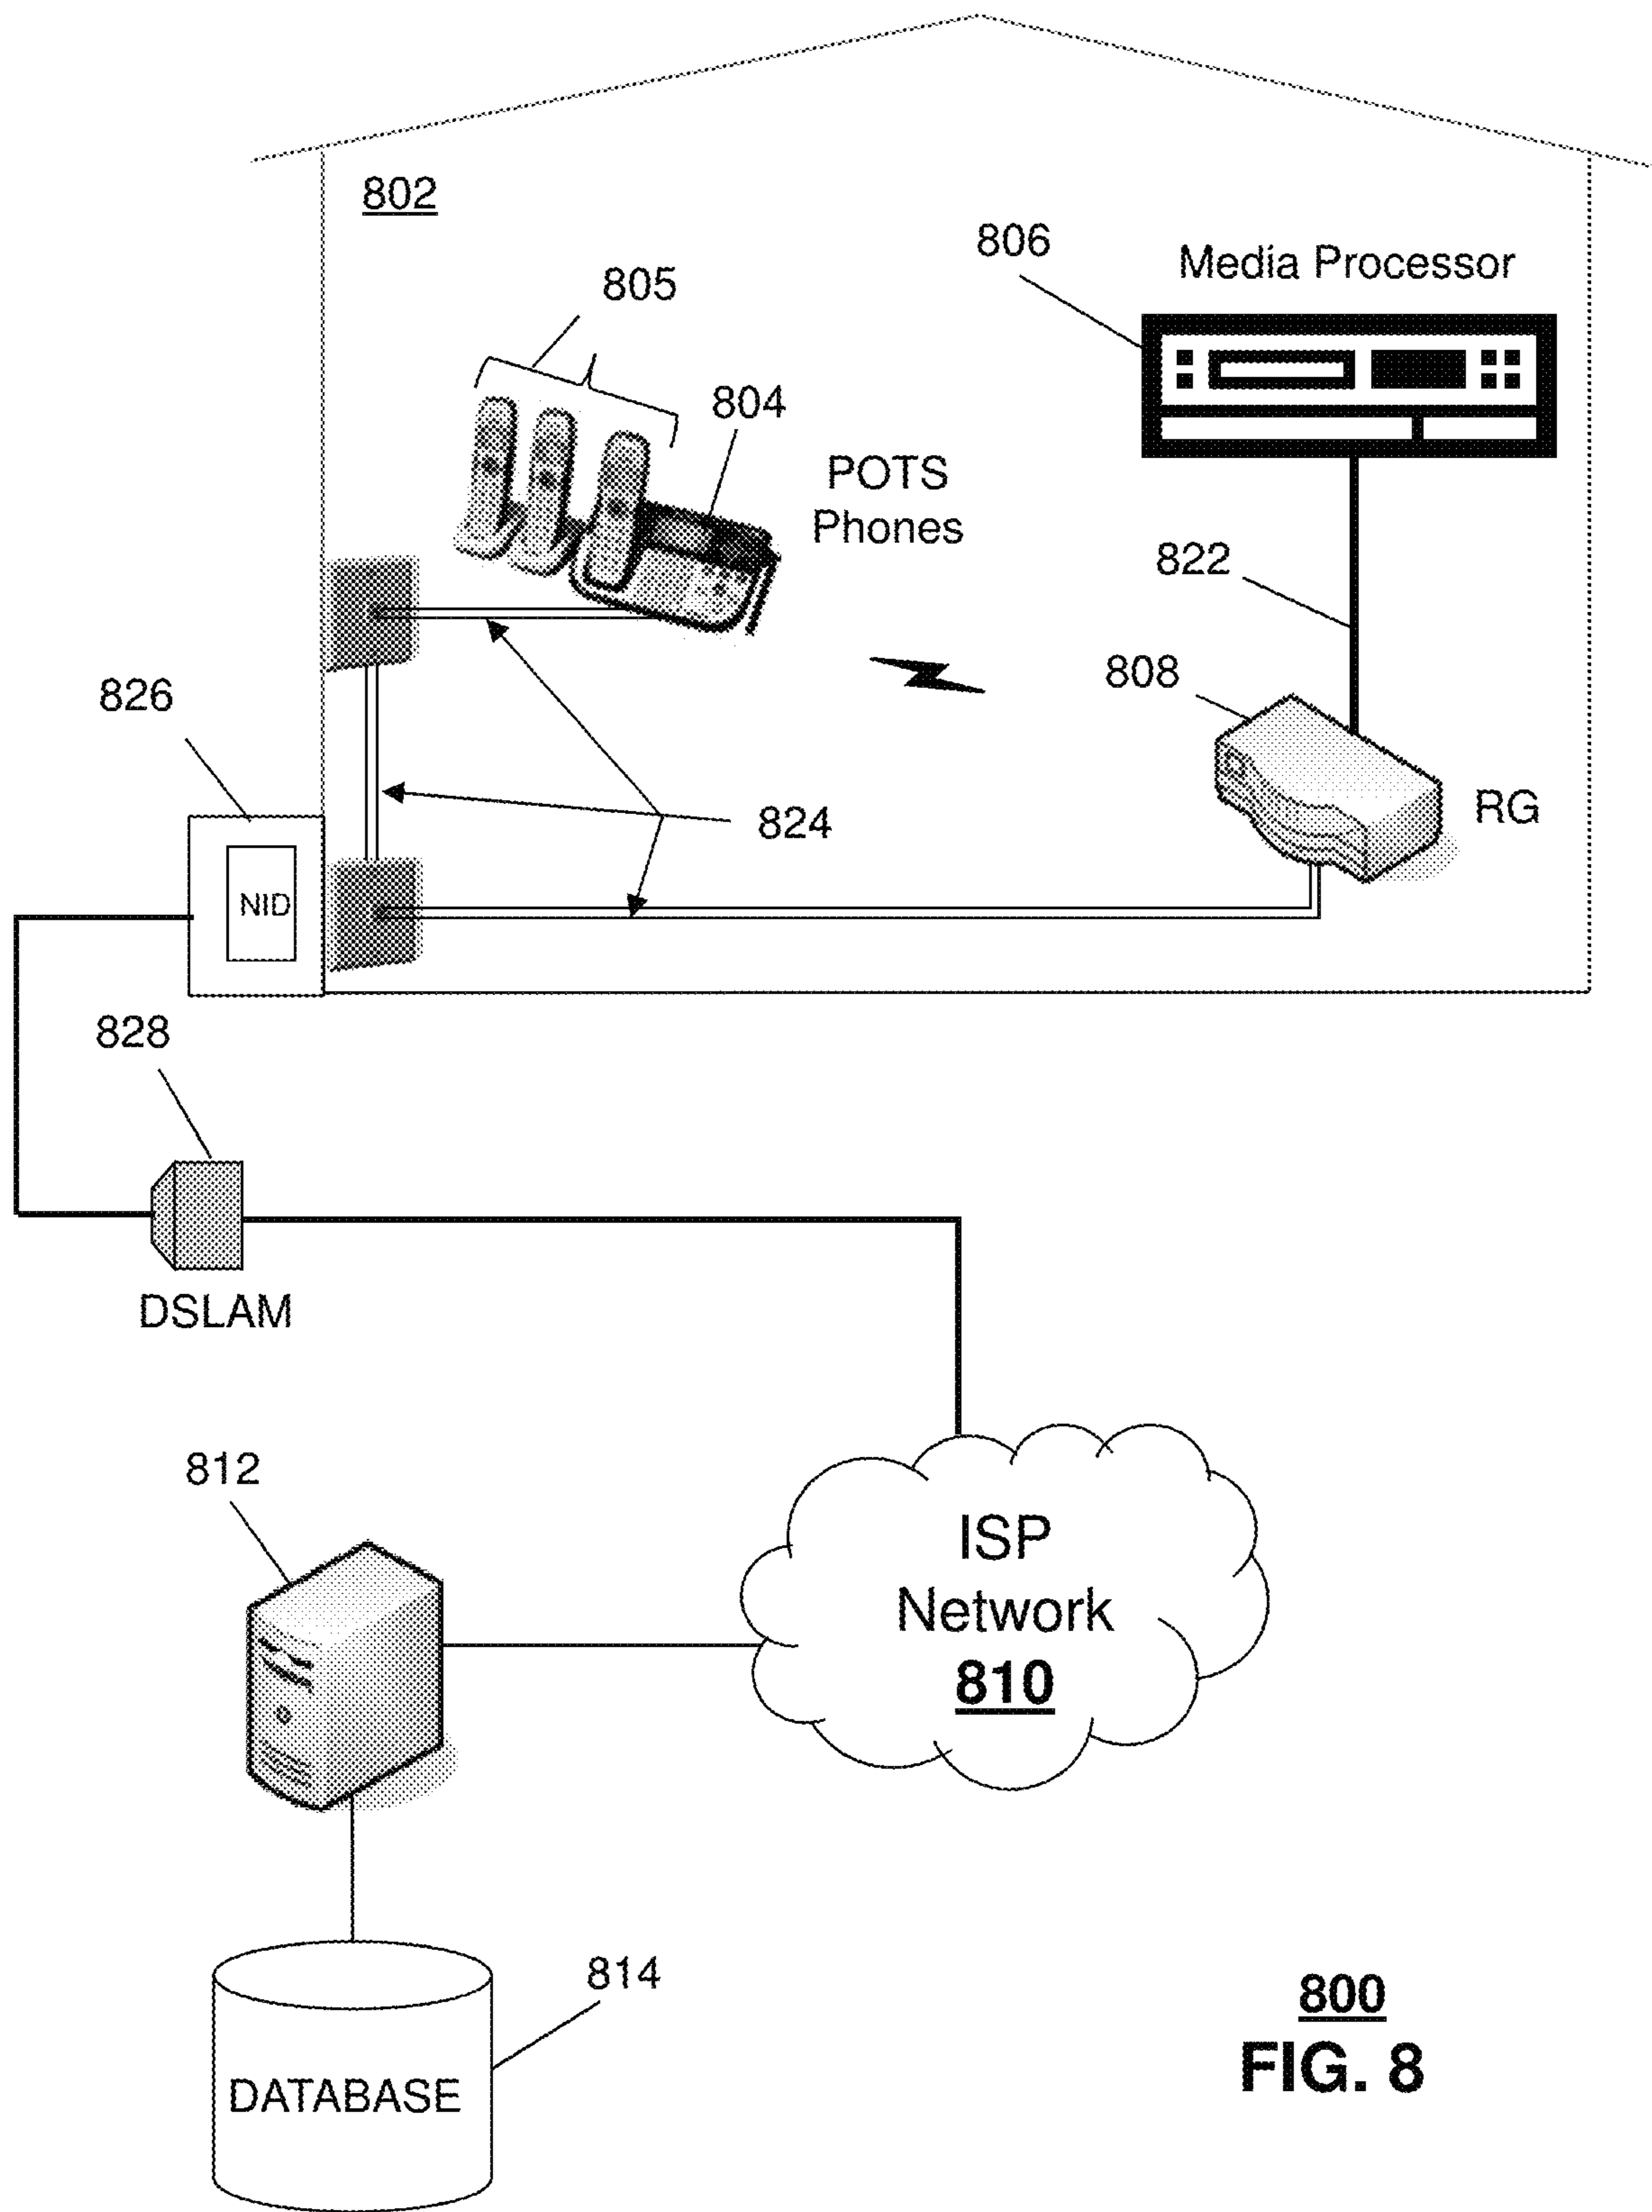 802
806
Media Processor
805
804
POTS
Phones
822
808
826
824
RG
NID
828
DSLAM
812
ISP
Network
810
814
DATABASE
800
FIG. 8